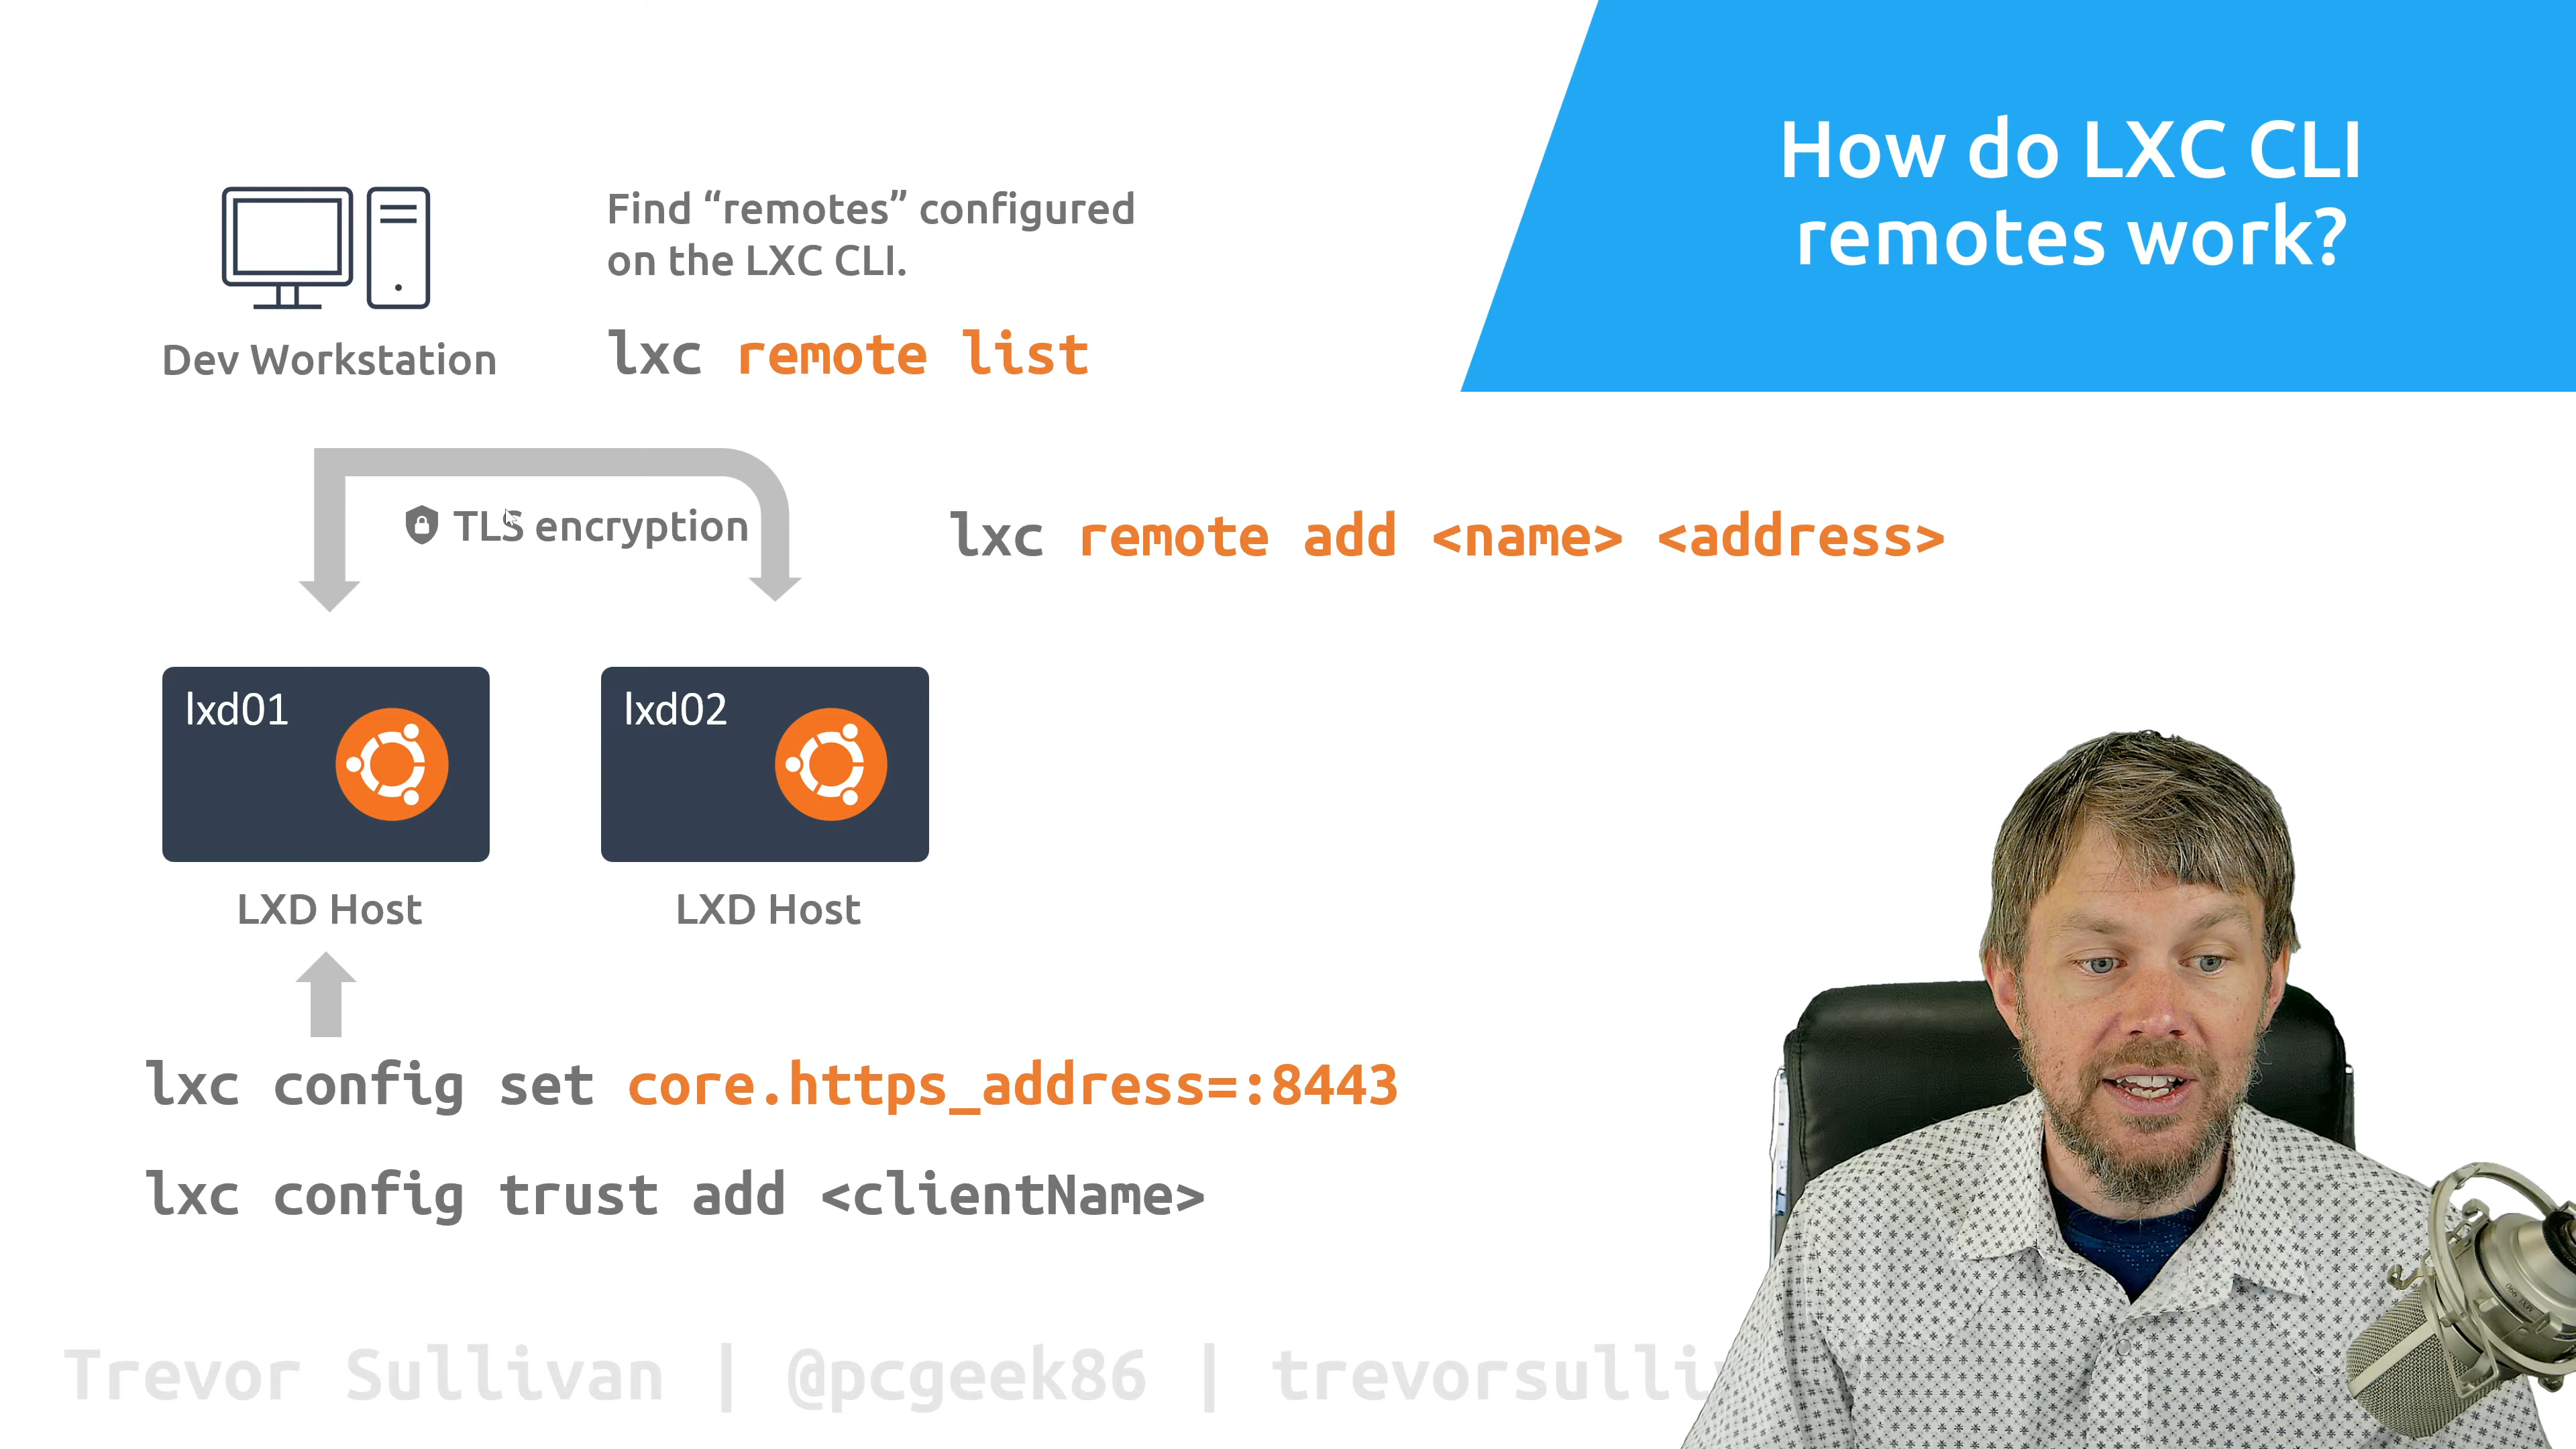 How do LXC CLI
remotes work?
Find “remotes” configured
on the LXC CLI.
lxc remote list
Dev Workstation
TLS encryption
lxc remote add <name> <address>
lxd01
lxd02
LXD Host
LXD Host
lxc config set core.https_address=:8443
lxc config trust add <clientName>
Trevor Sullivan | @pcgeek86 |